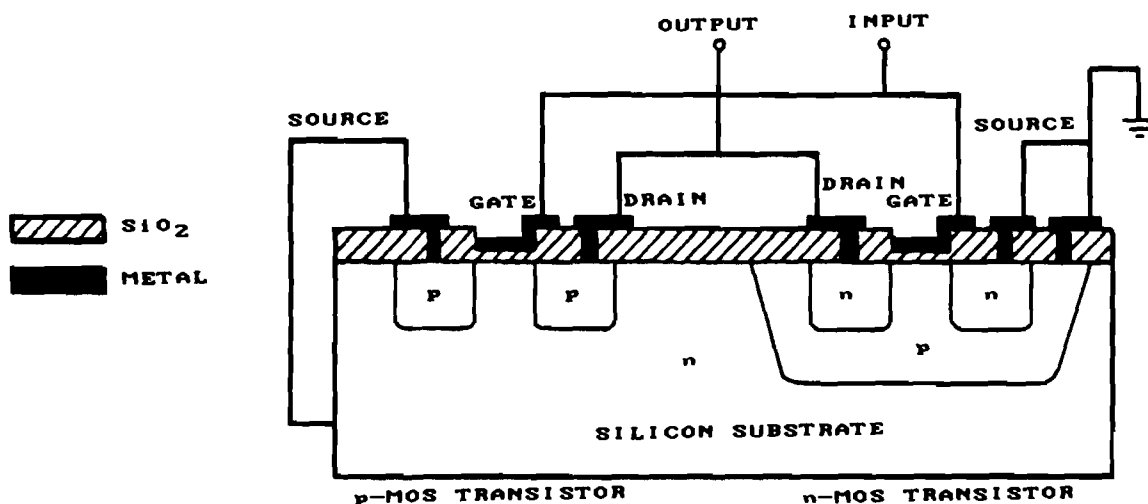 OUTPUT INPUT
SOURCE SOURCE
GATE DRAIN DRAIN GATE
SiO2
METAL
p p n n
n p
SILICON SUBSTRATE
p-MOS TRANSISTOR n-MOS TRANSISTOR